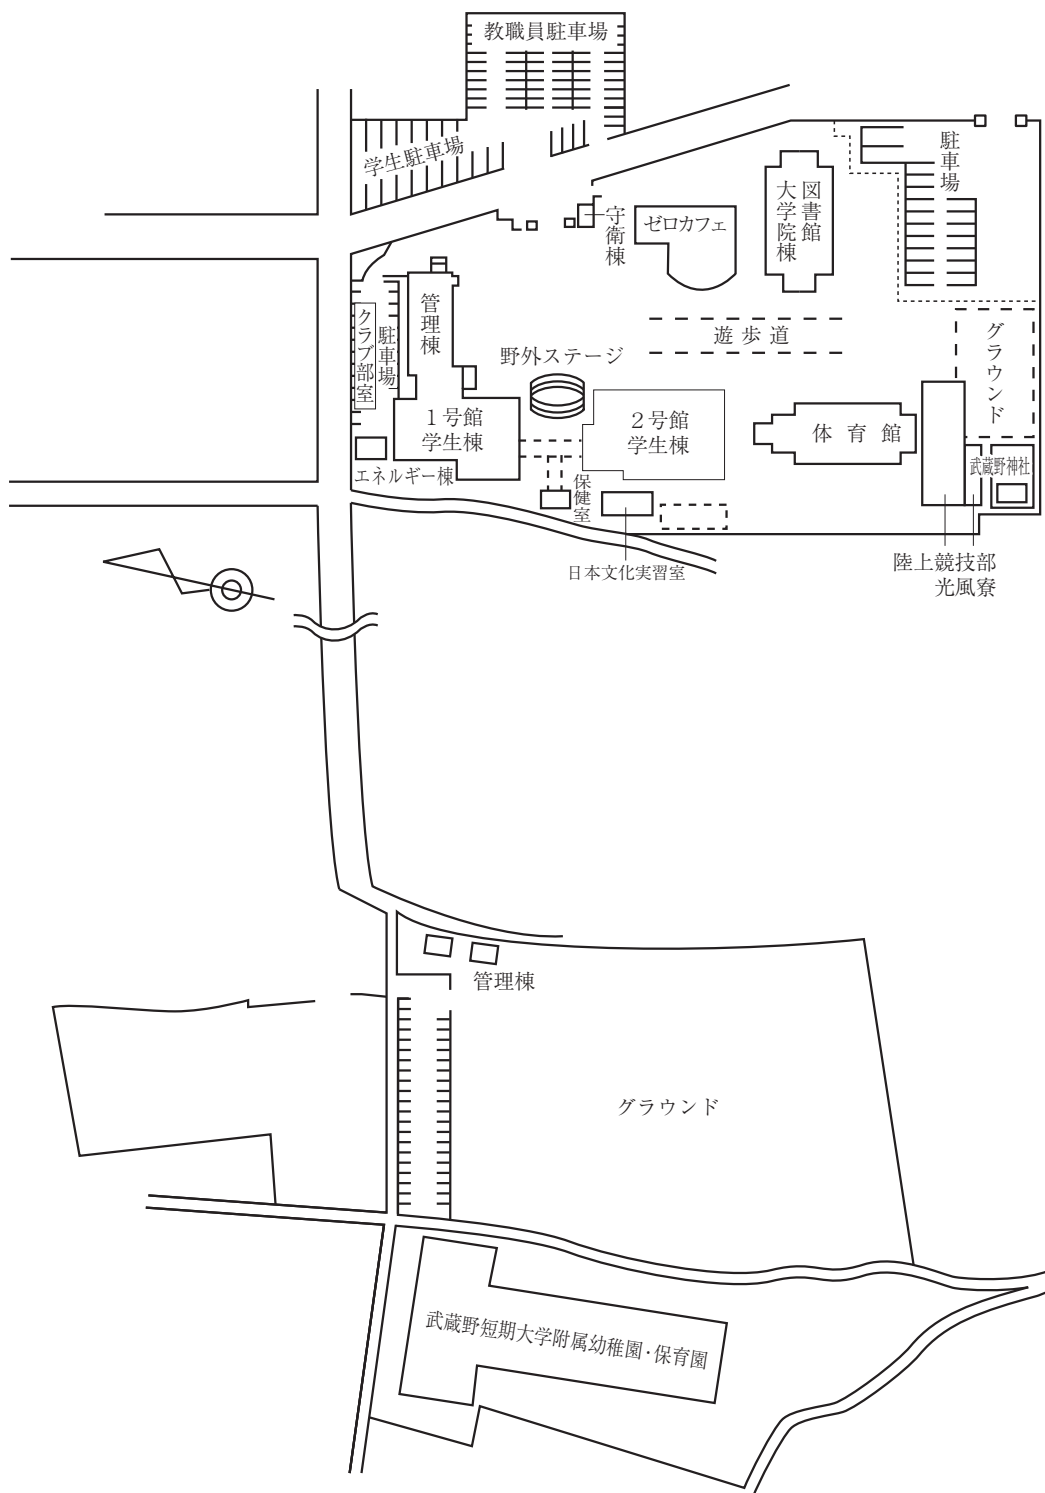 教職員駐車場
学生駐車場
駐車場
図書館
大学院棟
守衛棟
ゼロカフェ
管理棟
クラブ部室
駐車場
遊歩道
グラウンド
野外ステージ
1号館
学生棟
2号館
学生棟
体育館
武蔵野神社
エネルギー棟
保健室
日本文化実習室
陸上競技部
光風寮
管理棟
グラウンド
武蔵野短期大学附属幼稚園・保育園